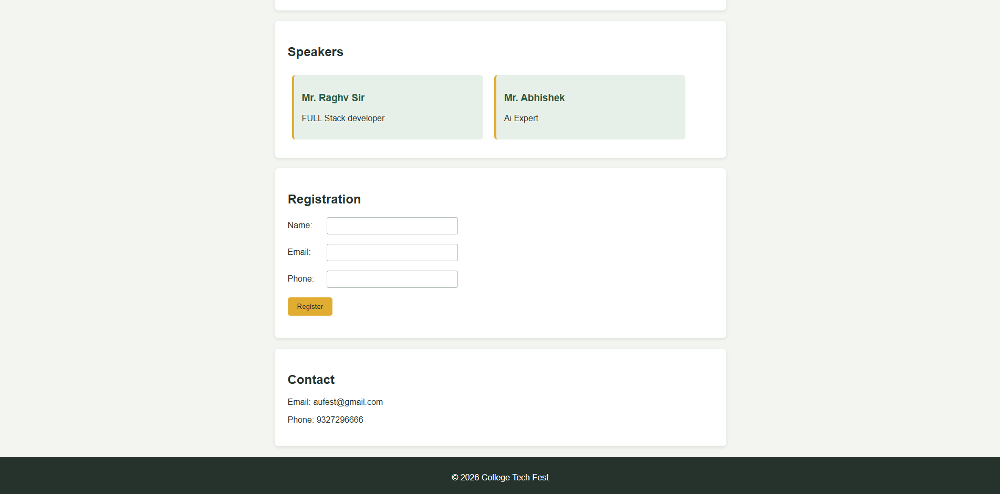 Speakers
Mr. Raghv Sir
FULL Stack developer
Mr. Abhishek
Ai Expert
Registration
Name:
Email:
Phone:
Register
Contact
Email: aufest@gmail.com
Phone: 9327296666
© 2026 College Tech Fest